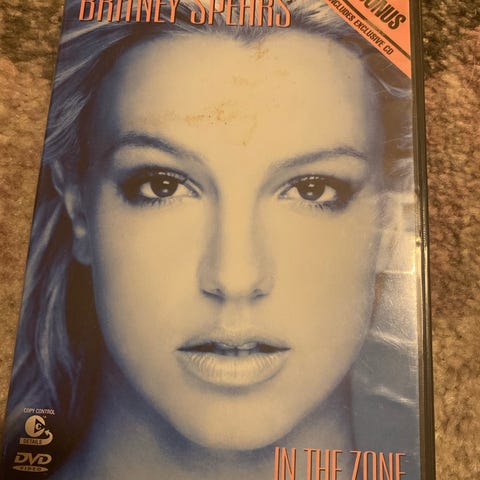 BRITNEY SPEARS
BONUS
INCLUDES EXCLUSIVE CD
COPY CONTROL
DETAILS
DVD
VIDEO
IN THE ZONE